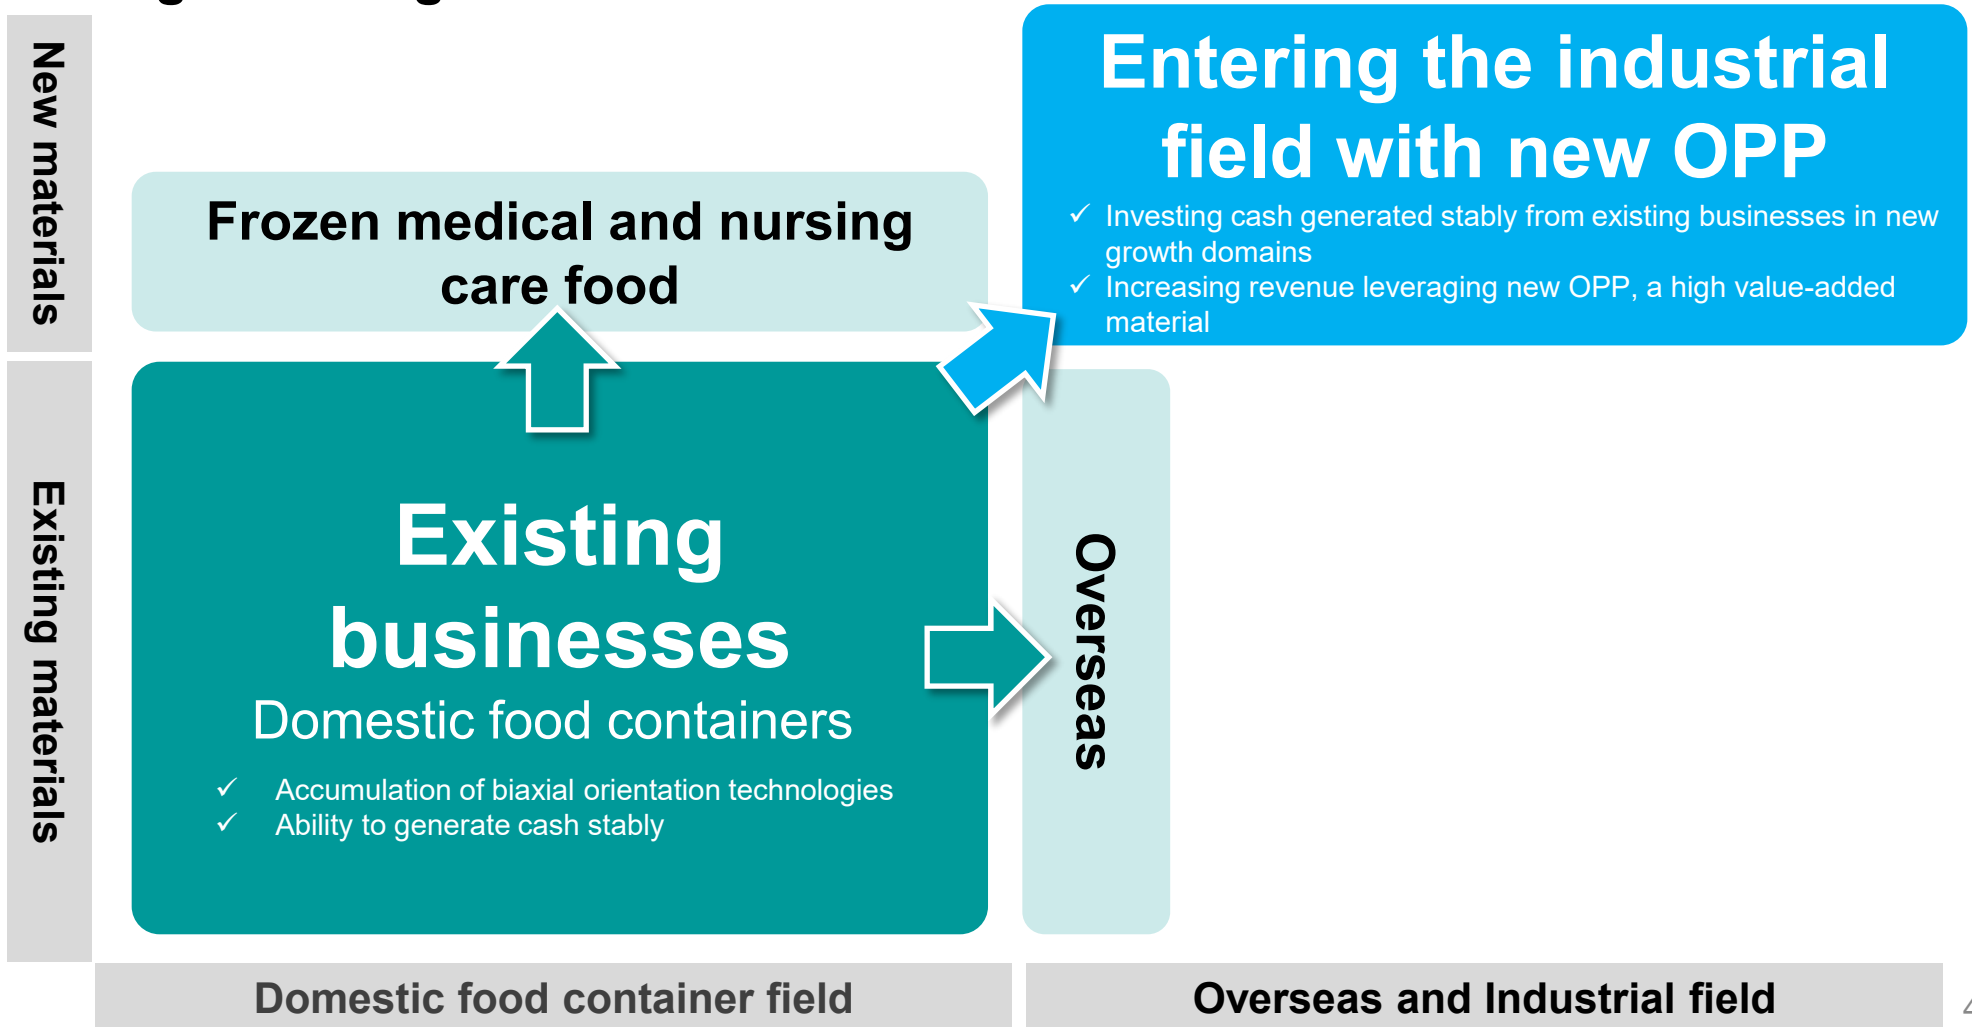 New materials
Entering the industrial
field with new OPP
✓ Investing cash generated stably from existing businesses in new
growth domains
✓ Increasing revenue leveraging new OPP, a high value-added
material
Frozen medical and nursing
care food
Existing materials
Existing
businesses
Domestic food containers
✓ Accumulation of biaxial orientation technologies
✓ Ability to generate cash stably
Overseas
Domestic food container field
Overseas and Industrial field